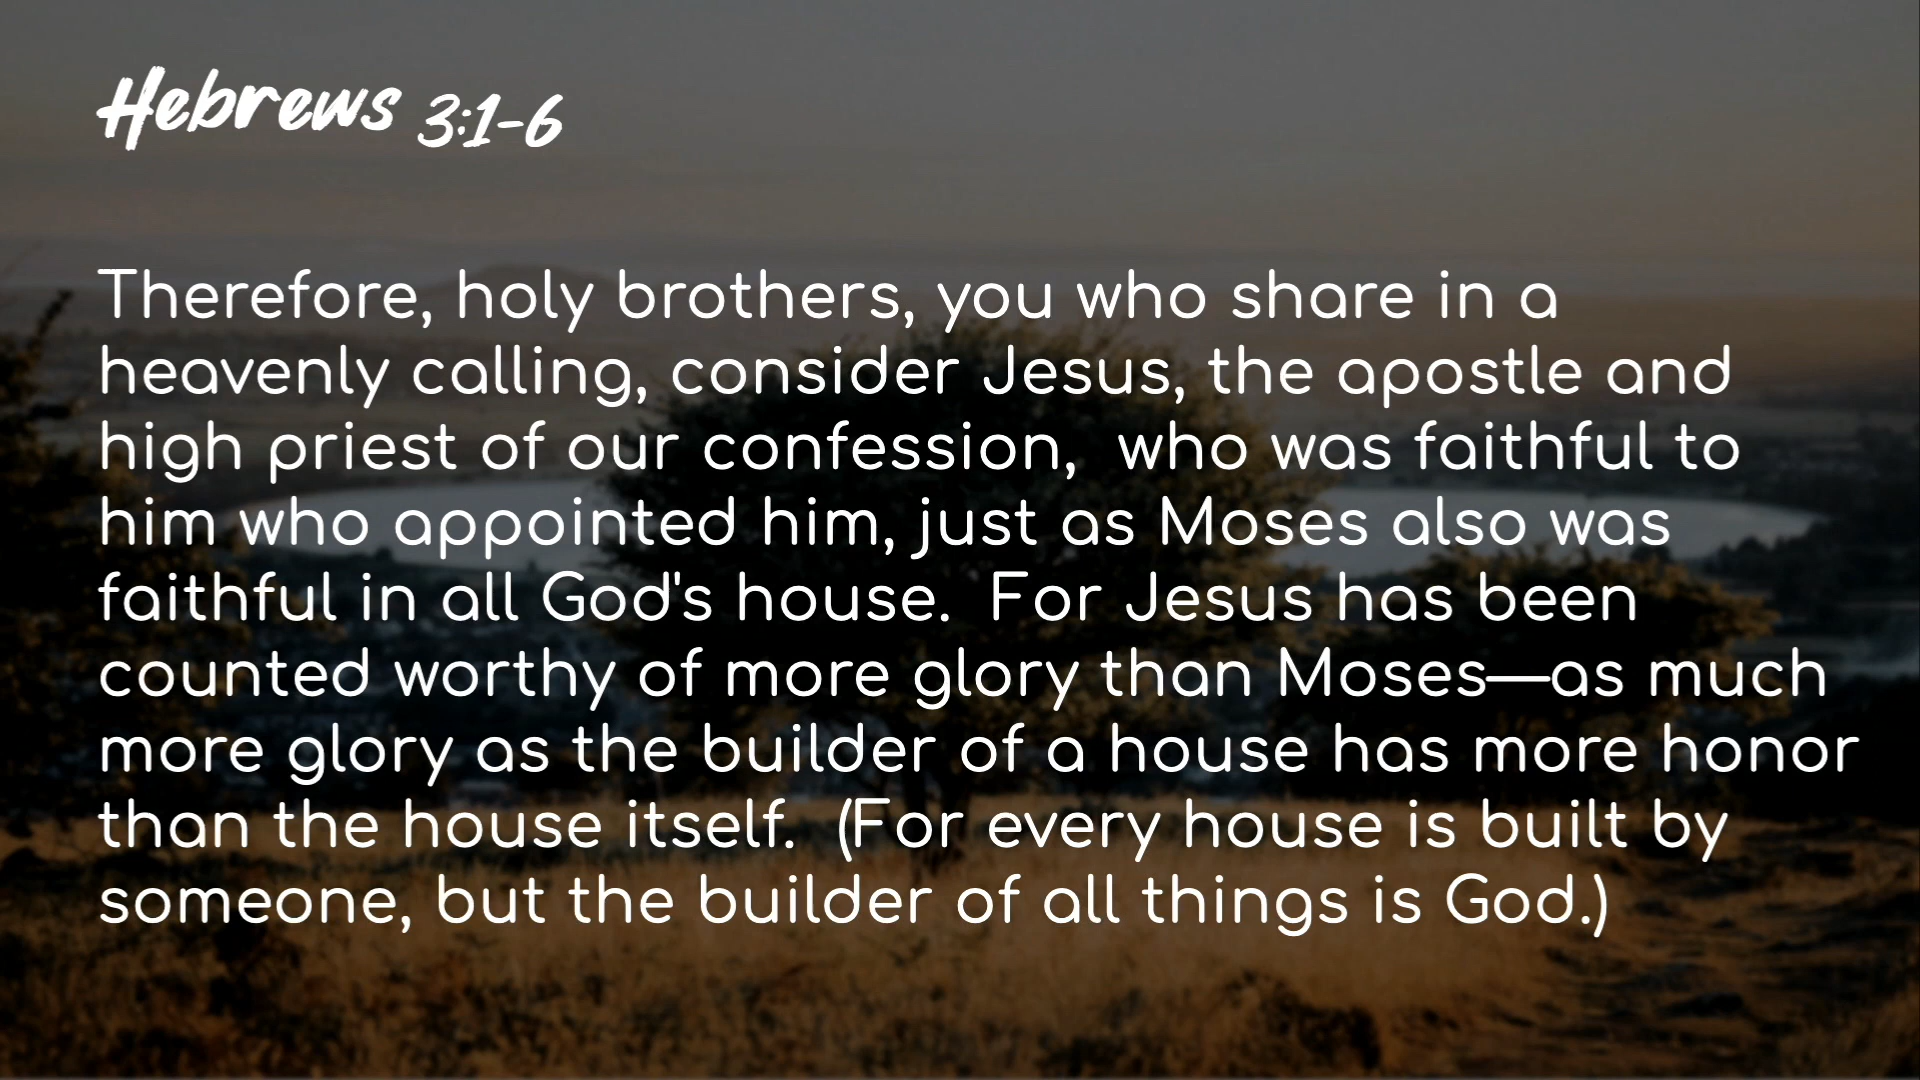 Hebrews 3:1-6
Therefore, holy brothers, you who share in a
heavenly calling, consider Jesus, the apostle and
high priest of our confession,  who was faithful to
him who appointed him, just as Moses also was
faithful in all God's house.  For Jesus has been
counted worthy of more glory than Moses—as much
more glory as the builder of a house has more honor
than the house itself.  (For every house is built by
someone, but the builder of all things is God.)